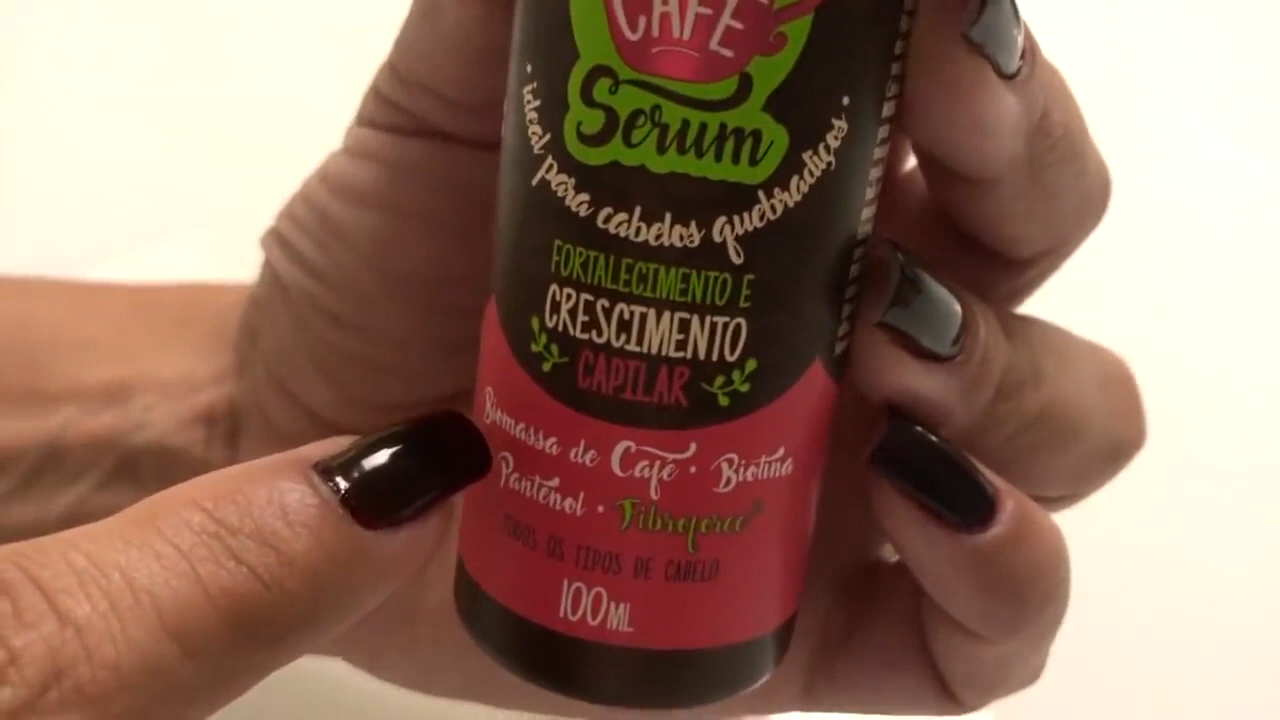 CAFÉ
Serum
• ideal para cabelos quebradiços •
FORTALECIMENTO E
CRESCIMENTO
CAPILAR
Biomassa de Café • Biotina
Pantenol • Fibroforce®
TODOS OS TIPOS DE CABELO
100ML